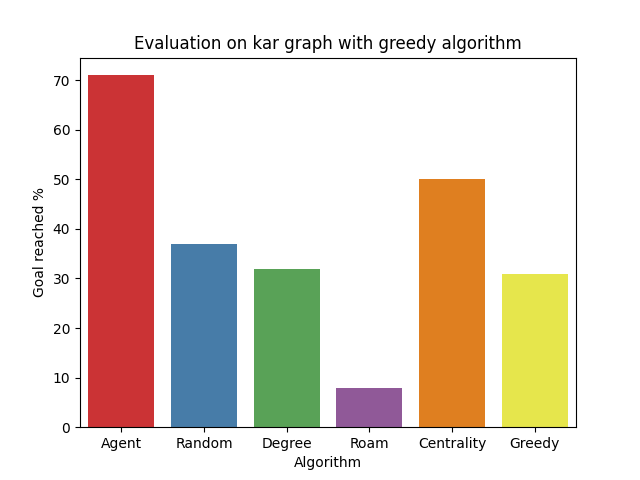 Evaluation on kar graph with greedy algorithm
70
60
50
40
30
20
10
0
Goal reached %
Agent Random Degree Roam Centrality Greedy
Algorithm